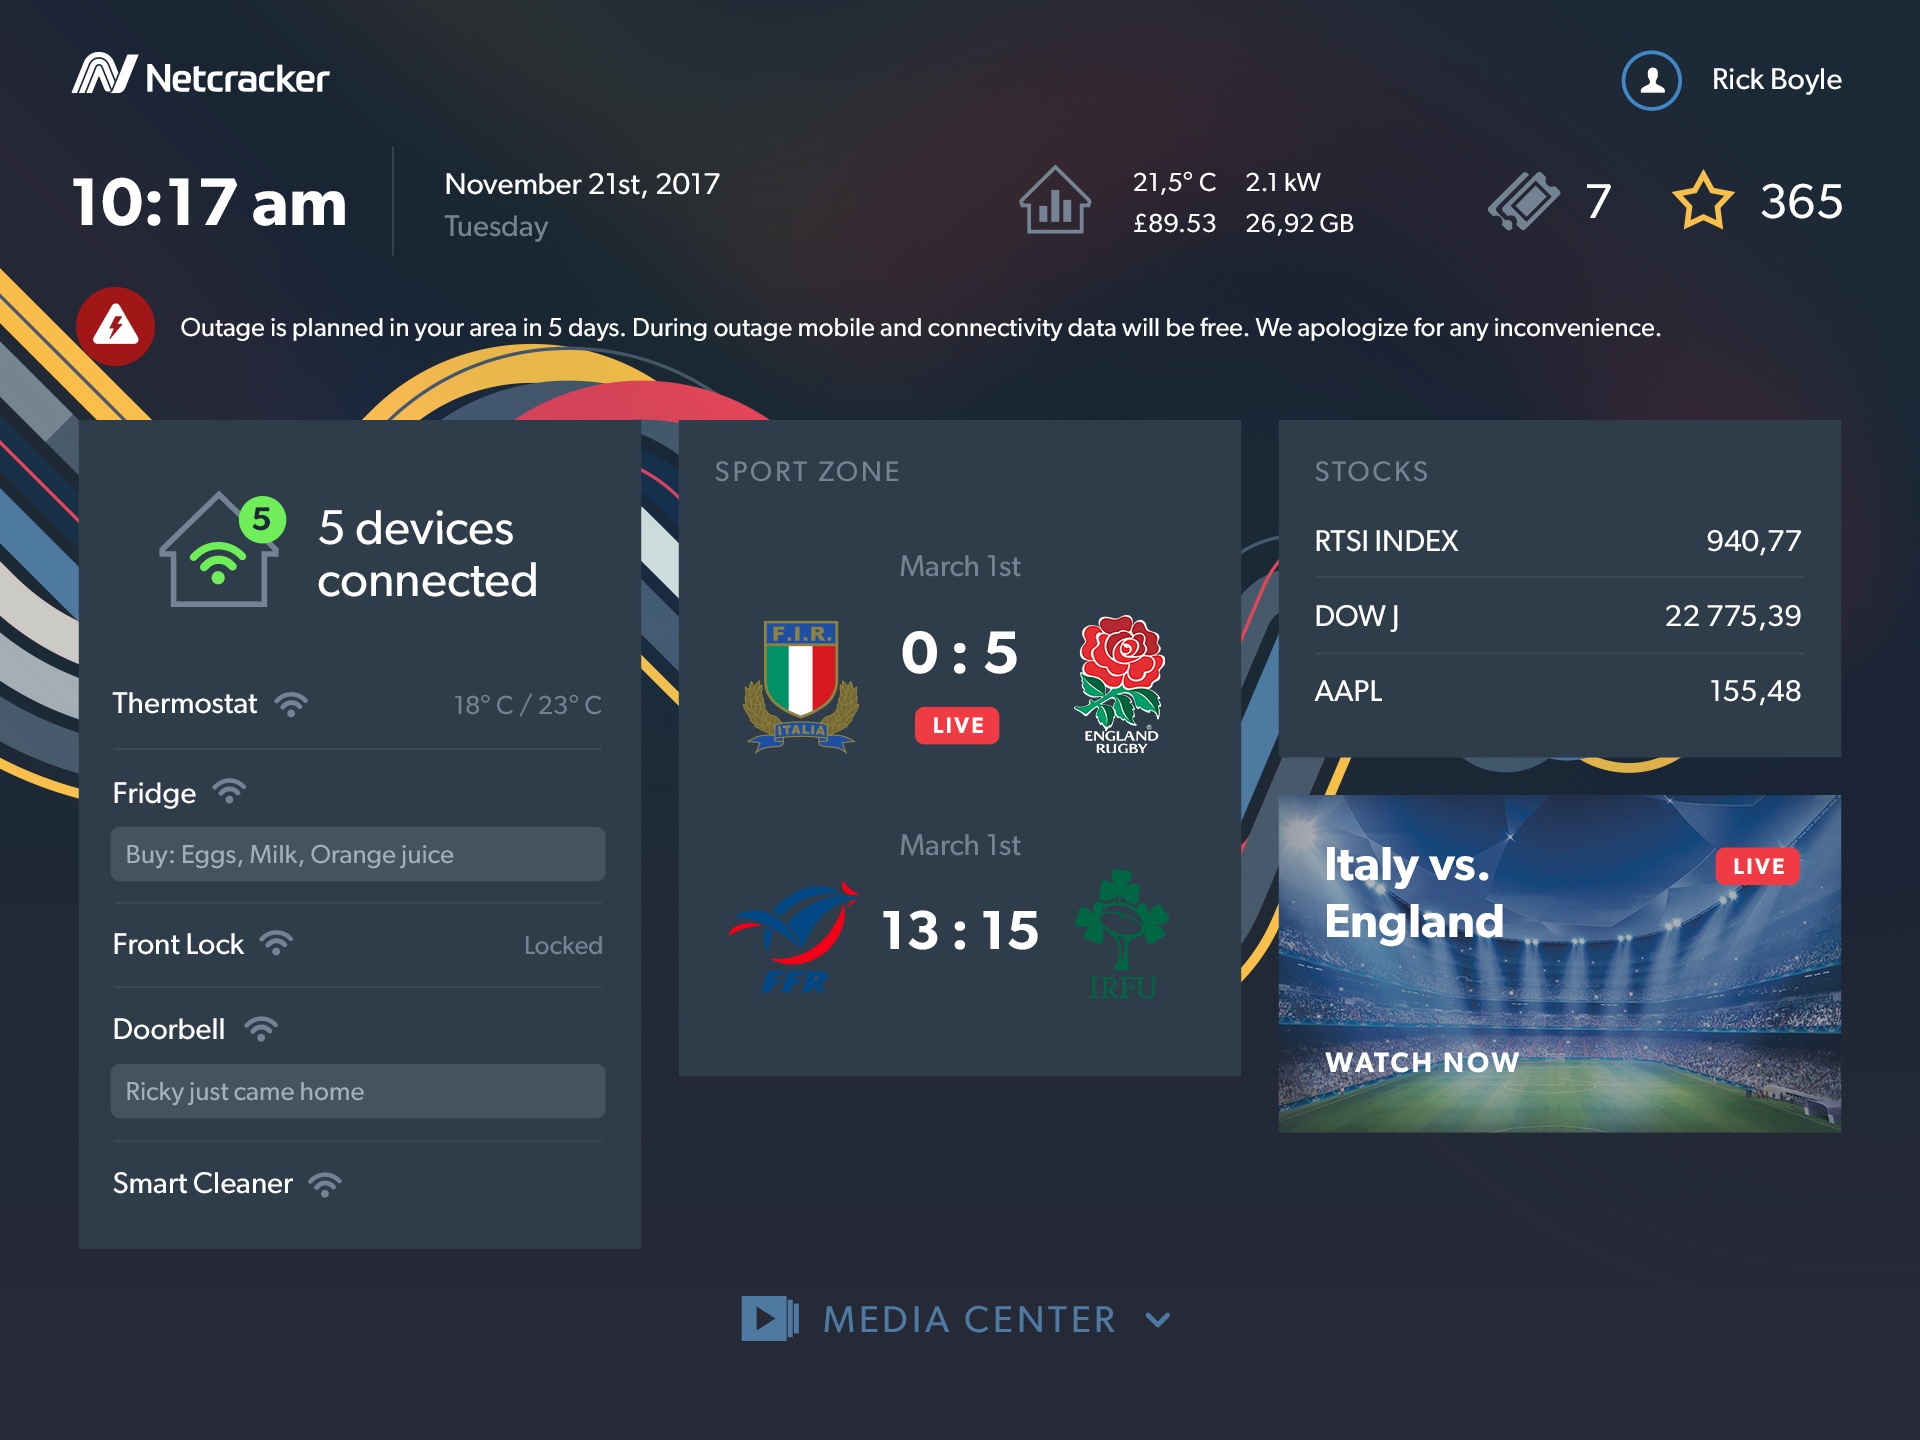 Netcracker
Rick Boyle
10:17 am
November 21st, 2017
Tuesday
21,5° C 2.1 kW
£89.53 26,92 GB
7
365
Outage is planned in your area in 5 days. During outage mobile and connectivity data will be free. We apologize for any inconvenience.
5
5 devices
connected
Thermostat 18° C / 23° C
Fridge
Buy: Eggs, Milk, Orange juice
Front Lock Locked
Doorbell
Ricky just came home
Smart Cleaner
SPORT ZONE
March 1st
F.I.R.
ITALIA
0 : 5
LIVE
ENGLAND
RUGBY
March 1st
FFR
13 : 15
IRFU
STOCKS
RTSI INDEX 940,77
DOW J 22 775,39
AAPL 155,48
Italy vs.
England
LIVE
WATCH NOW
MEDIA CENTER